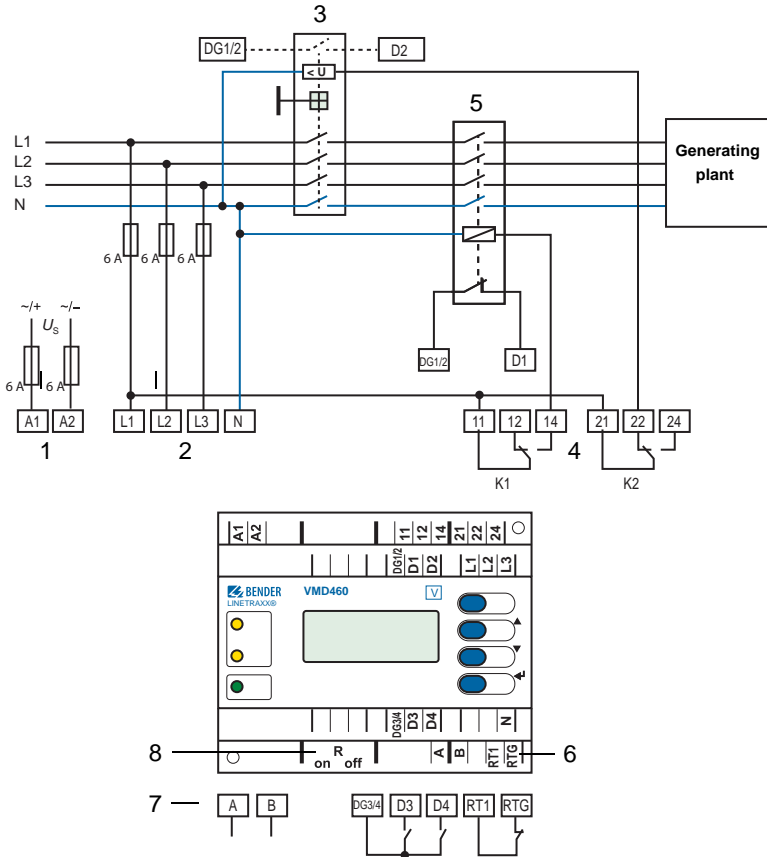 3
DG1/2 D2
< U
5
L1
L2
L3
N
Generating
plant
6 A 6 A 6 A
~/+ ~/–
US
DG1/2 D1
6 A 6 A
A1 A2 L1 L2 L3 N 11 12 14 21 22 24
1 2 4
K1 K2
A1 A2 11 12 14 21 22 24
DG1/2 D1 D2 L1 L2 L3
BENDER VMD460 V
LINETRAXX®
DG3/4 D3 D4 N
8 R 6
on off A B RT1 RTG
7 A B DG3/4 D3 D4 RT1 RTG